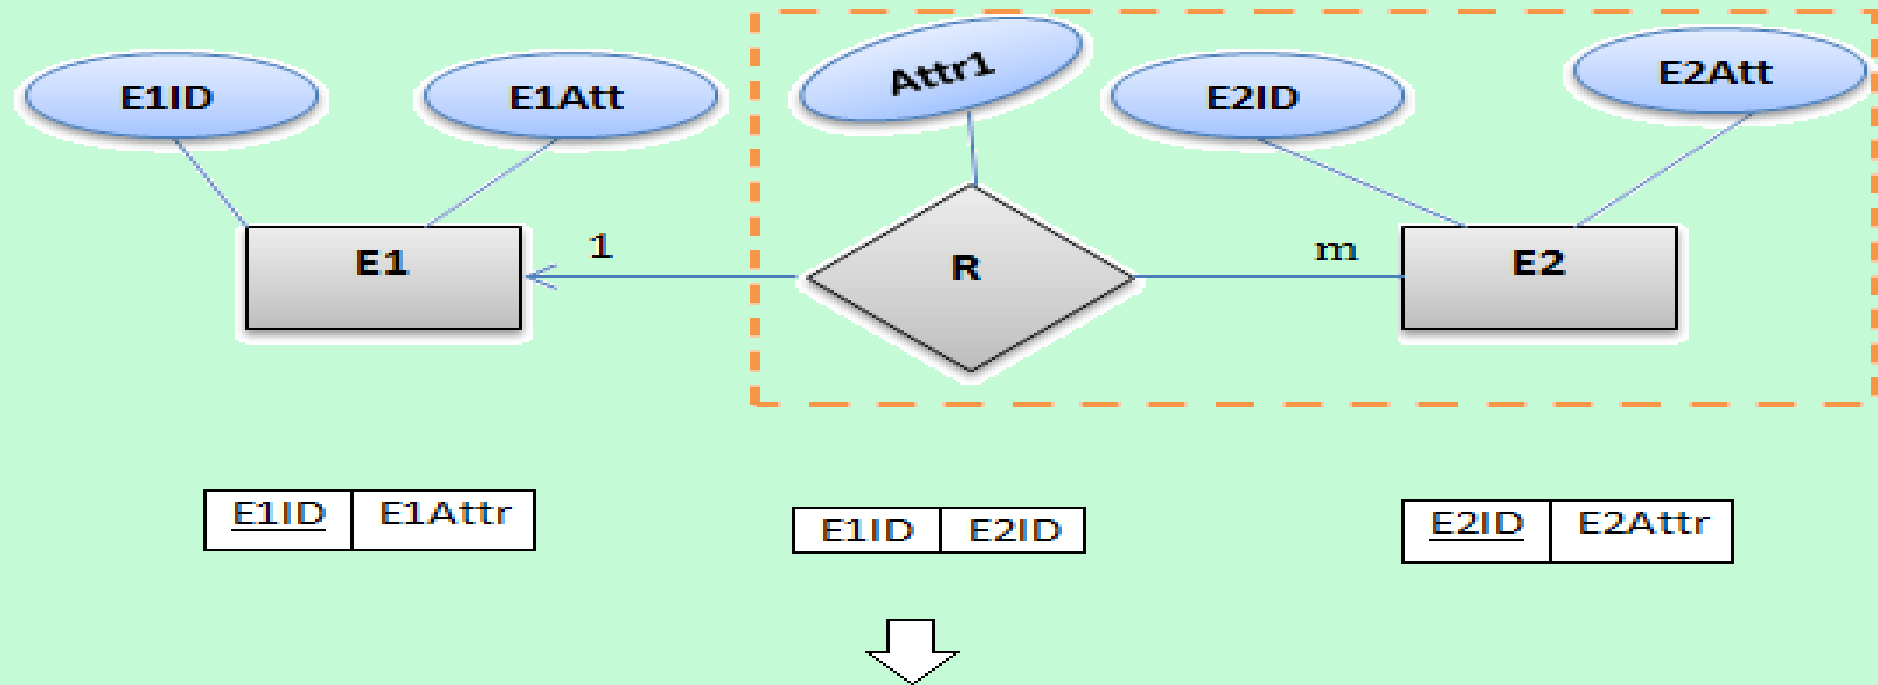 E1ID
E1Att
Attr1
E2ID
E2Att
E1
1
R
m
E2
E1ID E1Attr
E1ID E2ID
E2ID E2Attr